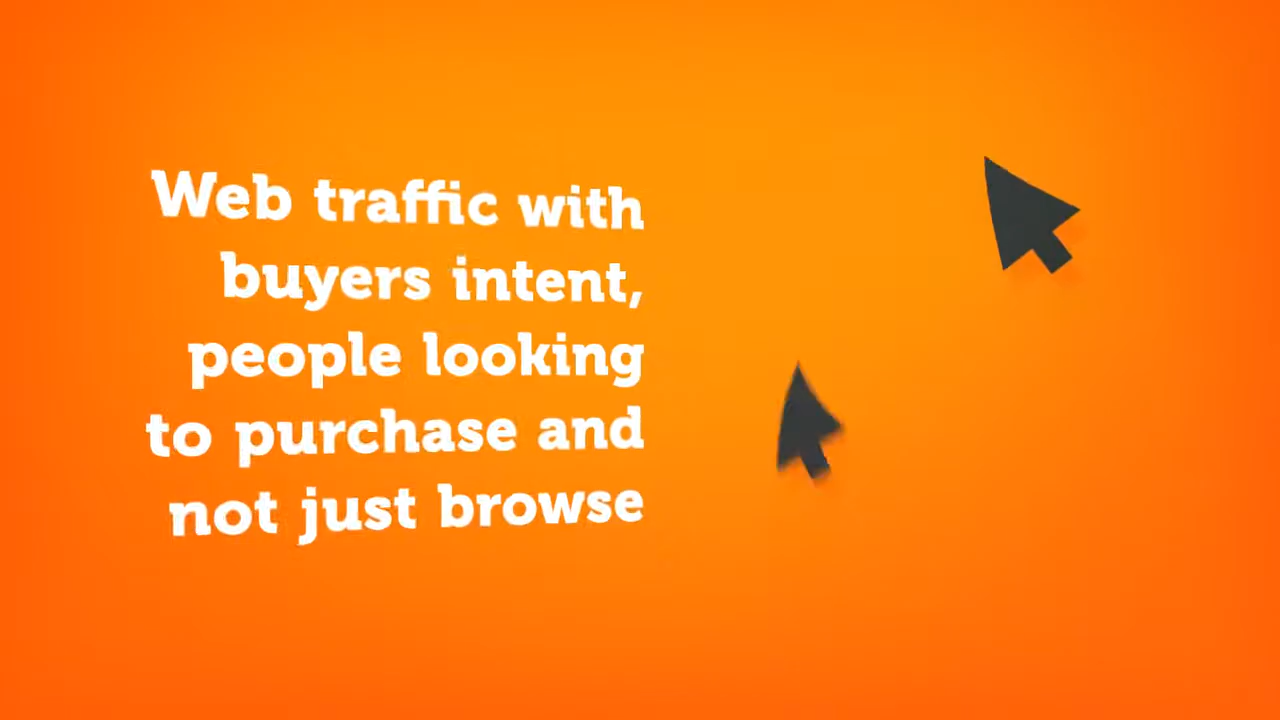 Web traffic with
buyers intent,
people looking
to purchase and
not just browse